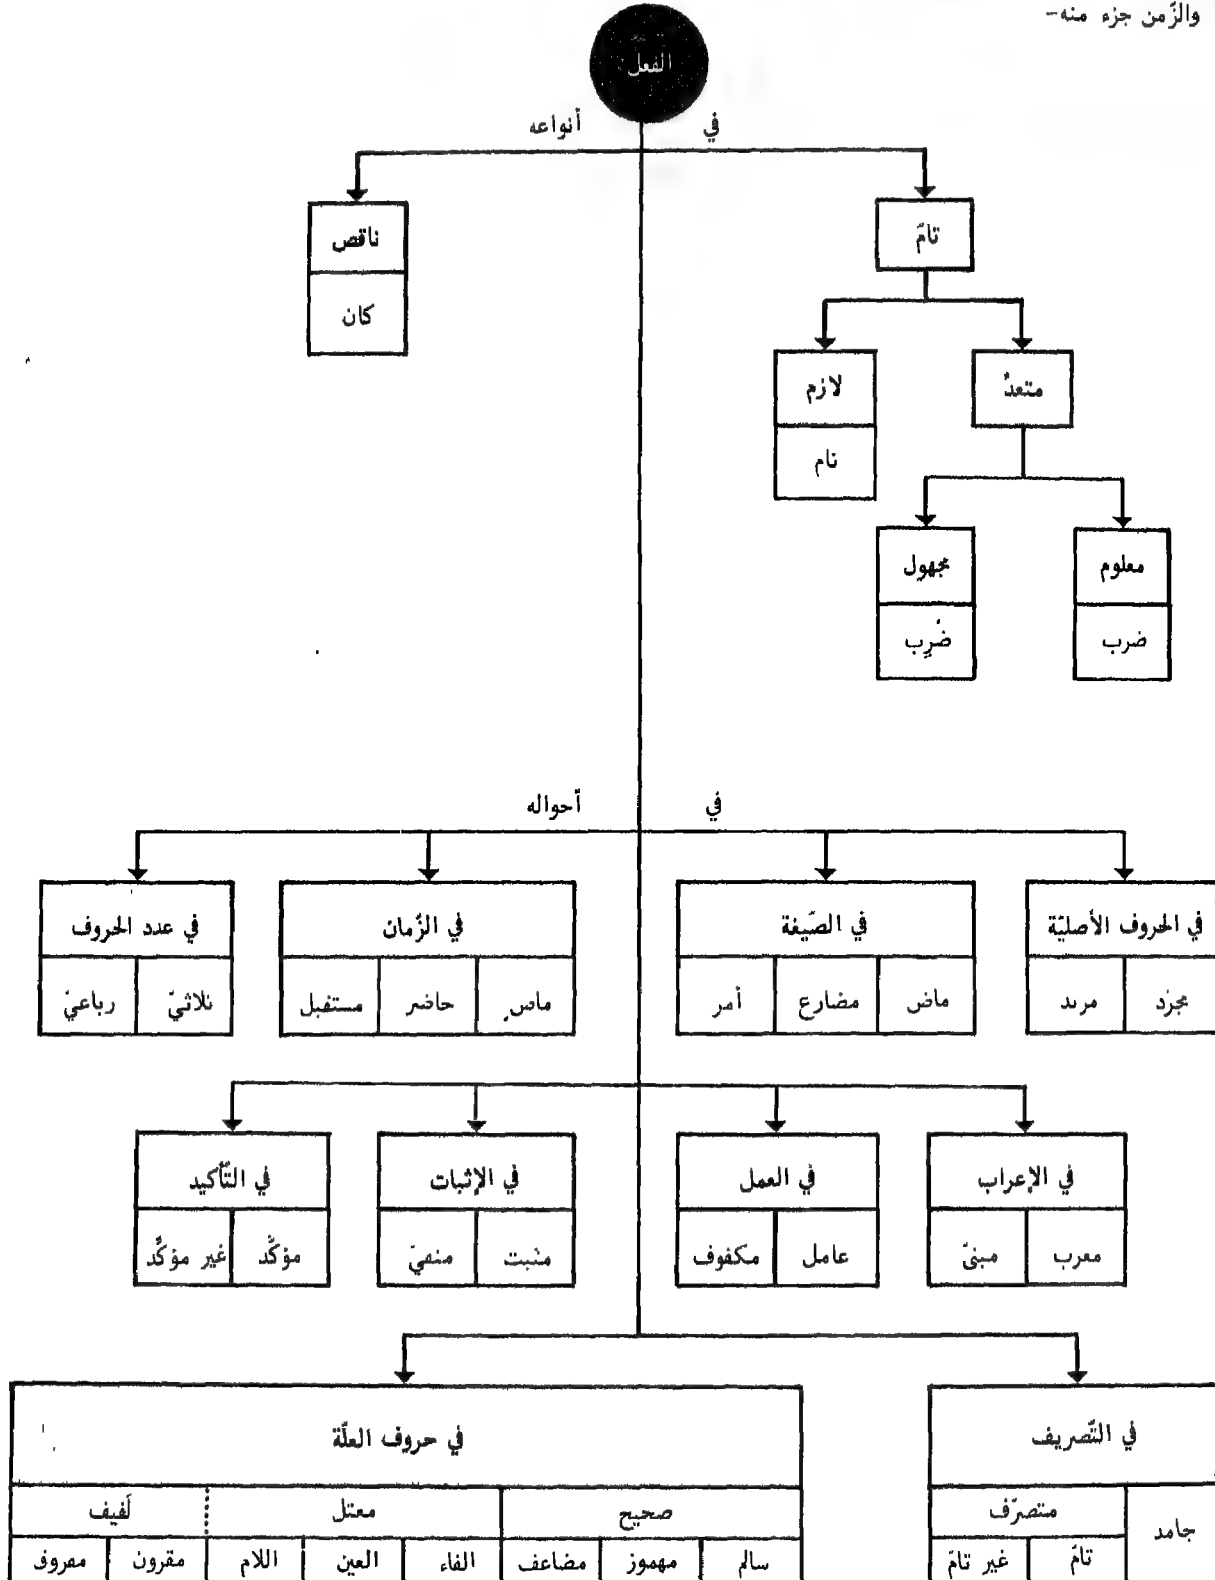 والزّمن جزء منه-
الفعل
في أنواعه
تامّ
ناقص
كان
متعدٍّ
لازم
نام
معلوم
مجهول
ضرب
ضُرِب
في أحواله
في الحروف الأصليّة
في الصّيغة
في الزّمان
في عدد الحروف
مجرّد
مزيد
ماض
مضارع
أمر
ماضٍ
حاضر
مستقبل
ثلاثيّ
رباعيّ
في الإعراب
في العمل
في الإثبات
في التّأكيد
معرب
مبنيّ
عامل
مكفوف
مثبت
منفيّ
مؤكَّد
غير مؤكَّد
في التّصريف
في حروف العلّة
جامد
متصرّف
صحيح
معتل
لَفيف
تامّ
غير تامّ
سالم
مهموز
مضاعف
الفاء
العين
اللام
مقرون
مفروف